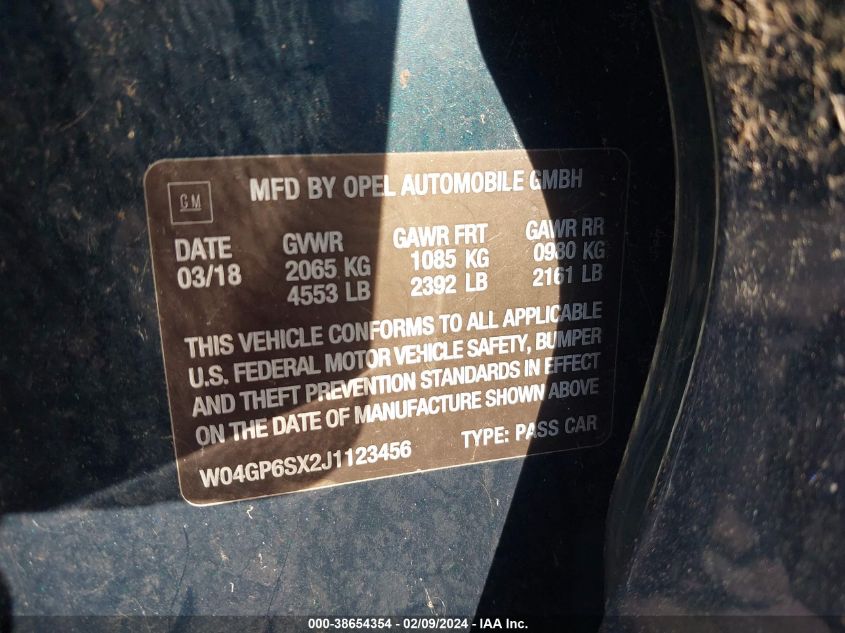 GM
MFD BY OPEL AUTOMOBILE GMBH
DATE GVWR GAWR FRT GAWR RR
03/18 2065 KG 1085 KG 0980 KG
4553 LB 2392 LB 2161 LB
THIS VEHICLE CONFORMS TO ALL APPLICABLE
U.S. FEDERAL MOTOR VEHICLE SAFETY, BUMPER
AND THEFT PREVENTION STANDARDS IN EFFECT
ON THE DATE OF MANUFACTURE SHOWN ABOVE
W04GP6SX2J1123456 TYPE: PASS CAR
000-38654354 - 02/09/2024 - IAA Inc.